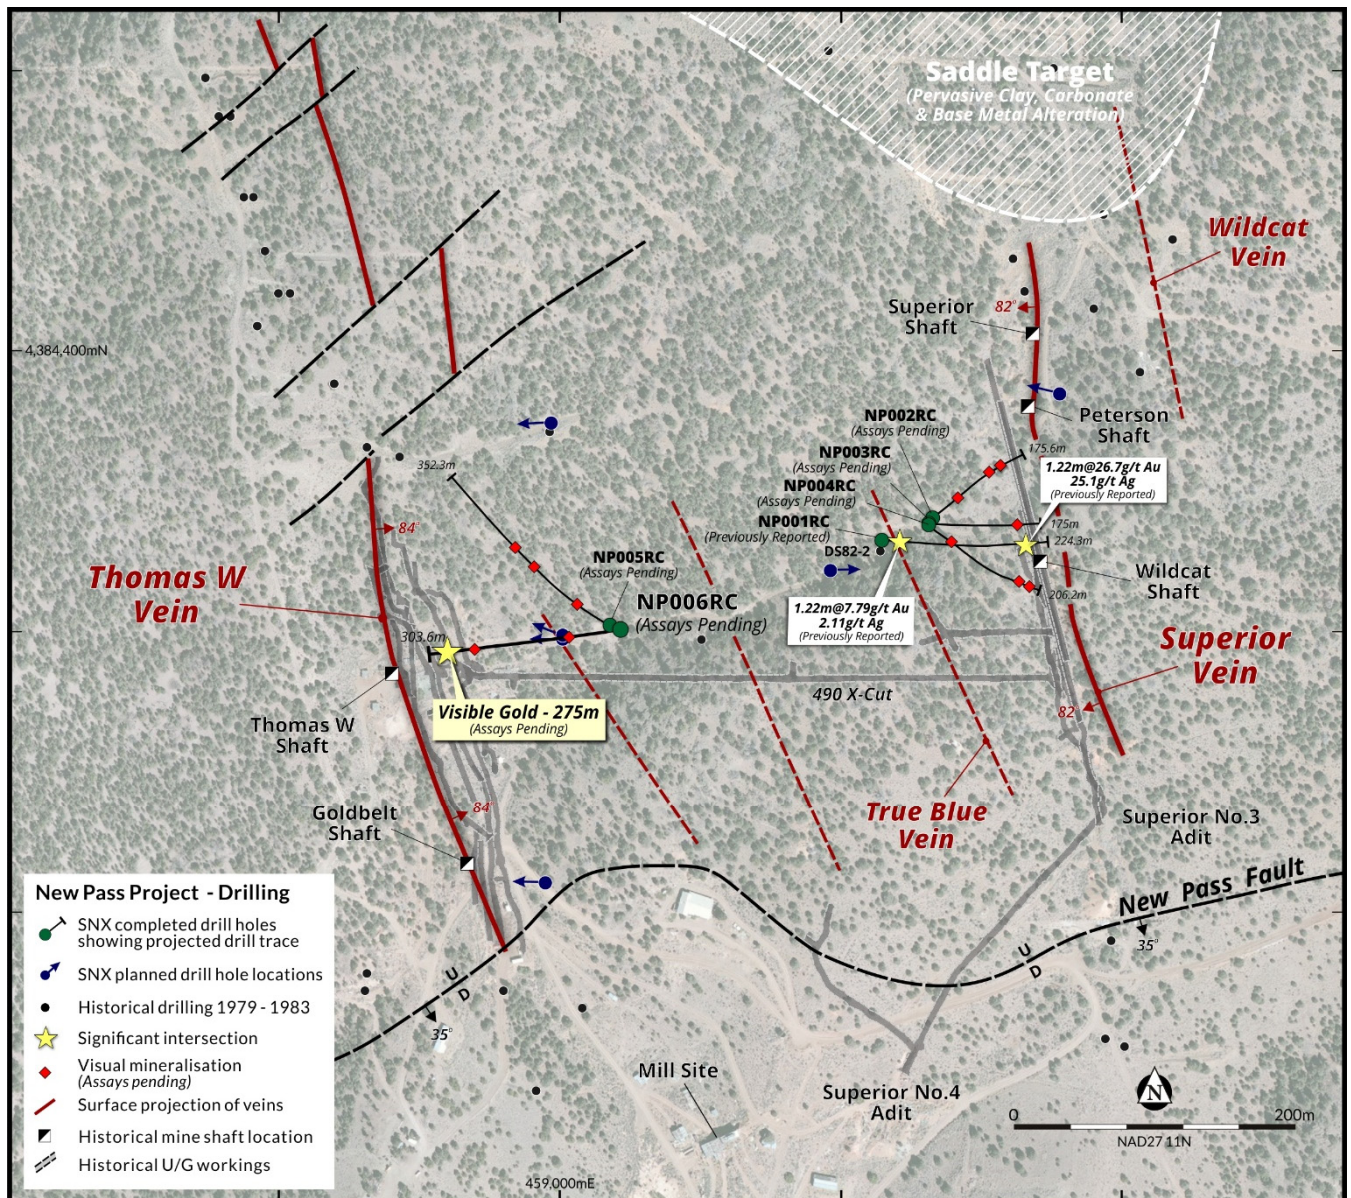 Saddle Target
(Pervasive Clay, Carbonate
& Base Metal Alteration)
Wildcat
Vein
82°
Superior
Shaft
4,384,400mN
Peterson
Shaft
NP002RC
(Assays Pending)
175.6m
NP003RC
(Assays Pending)
1.22m@26.7g/t Au
25.1g/t Ag
(Previously Reported)
352.3m
NP004RC
(Assays Pending)
NP001RC
(Previously Reported)
175m
84°
224.3m
DS82-2
NP005RC
(Assays Pending)
Wildcat
Shaft
Thomas W
Vein
NP006RC
(Assays Pending)
206.2m
1.22m@7.79g/t Au
2.11g/t Ag
(Previously Reported)
303.6m
Superior
Vein
490 X-Cut
Visible Gold - 275m
(Assays Pending)
82°
Thomas W
Shaft
Goldbelt
Shaft
84°
True Blue
Vein
Superior No.3
Adit
New Pass Fault
35°
U
D
U
D
35°
New Pass Project - Drilling
SNX completed drill holes
showing projected drill trace
SNX planned drill hole locations
Historical drilling 1979 - 1983
Significant intersection
Visual mineralisation
(Assays pending)
Surface projection of veins
Historical mine shaft location
Historical U/G workings
Mill Site
Superior No.4
Adit
N
0
200m
NAD27 11N
459,000mE